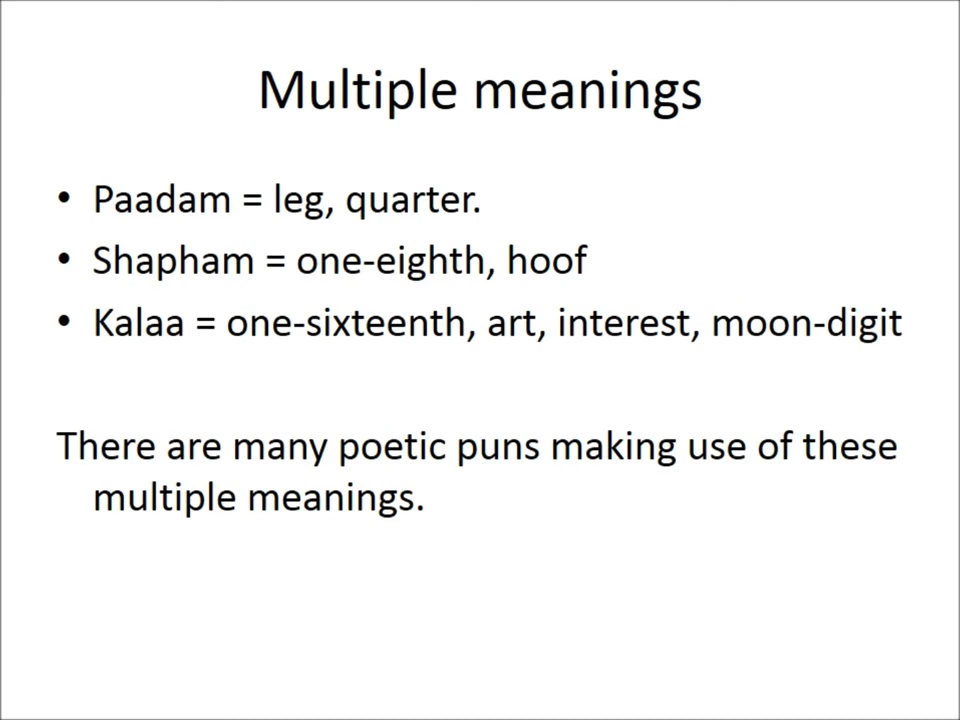 Multiple meanings
• Paadam = leg, quarter.
• Shapham = one-eighth, hoof
• Kalaa = one-sixteenth, art, interest, moon-digit
There are many poetic puns making use of these
multiple meanings.